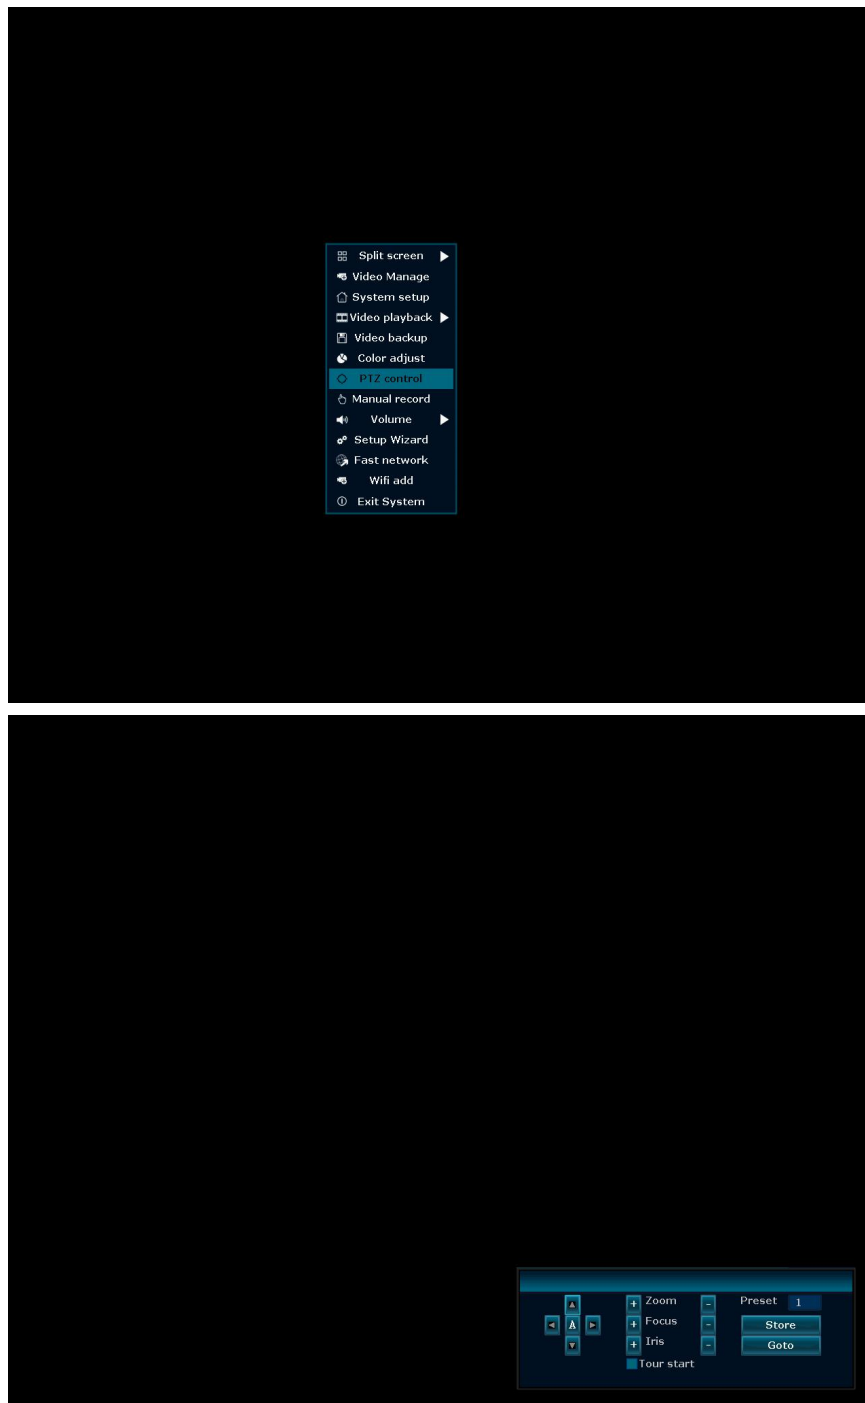 Split screen
Video Manage
System setup
Video playback
Video backup
Color adjust
PTZ control
Manual record
Volume
Setup Wizard
Fast network
Wifi add
Exit System
+ Zoom - Preset 1
A + Focus - Store
+ Iris - Goto
Tour start